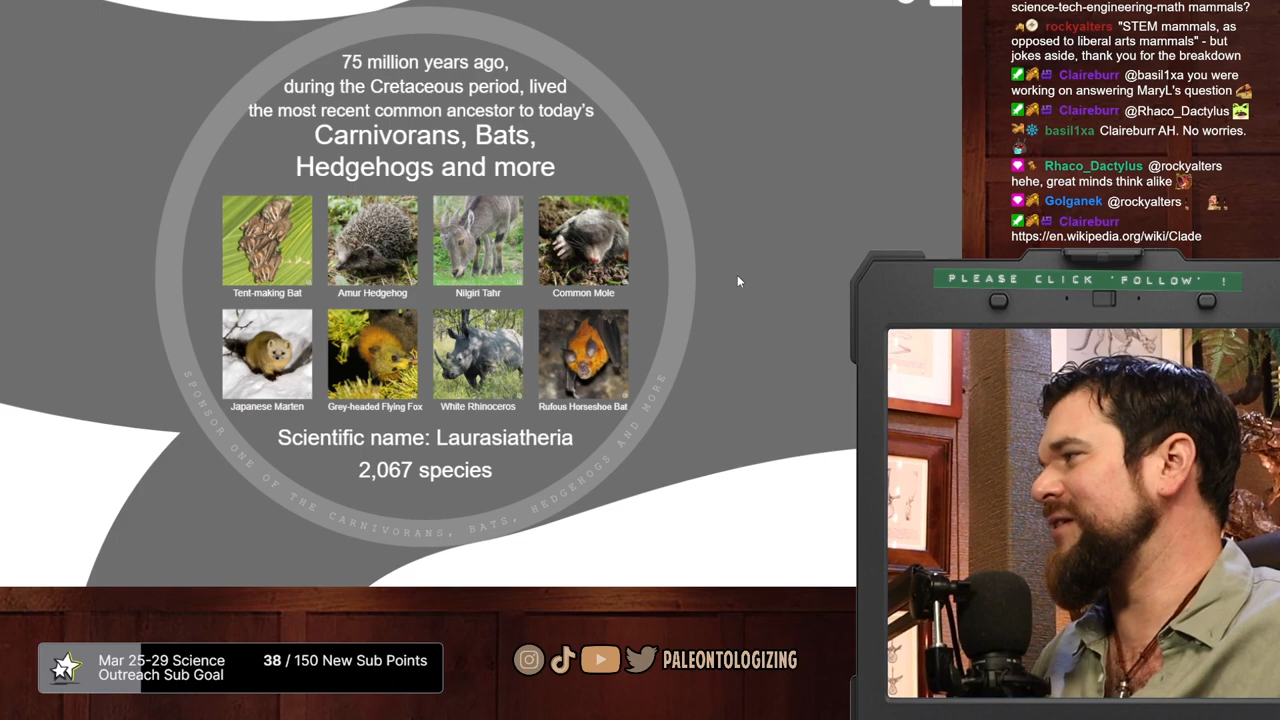 75 million years ago,
during the Cretaceous period, lived
the most recent common ancestor to today's
Carnivorans, Bats,
Hedgehogs and more
Tent-making Bat
Amur Hedgehog
Nilgiri Tahr
Common Mole
Japanese Marten
Grey-headed Flying Fox
White Rhinoceros
Rufous Horseshoe Bat
Scientific name: Laurasiatheria
2,067 species
SPONSOR ONE OF THE CARNIVORANS, BATS, HEDGEHOGS AND MORE
science-tech-engineering-math mammals?
rockyalters "STEM mammals, as
opposed to liberal arts mammals" - but
jokes aside, thank you for the breakdown
Claireburr @basil1xa you were
working on answering MaryL's question
Claireburr @Rhaco_Dactylus
basil1xa Claireburr AH. No worries.
Rhaco_Dactylus @rockyalters
hehe, great minds think alike
Golganek @rockyalters
Claireburr
https://en.wikipedia.org/wiki/Clade
PLEASE CLICK 'FOLLOW' !
Mar 25-29 Science
Outreach Sub Goal
38 / 150 New Sub Points
PALEONTOLOGIZING